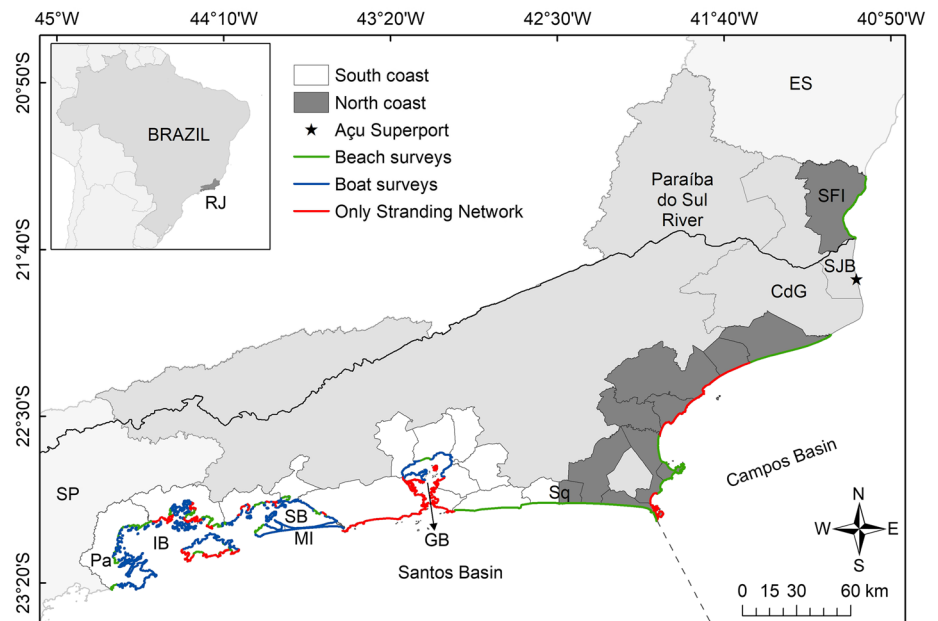 45°W 44°10'W 43°20'W 42°30'W 41°40'W 40°50'W
20°50'S
21°40'S
22°30'S
23°20'S
BRAZIL
RJ
South coast
North coast
Açu Superport
Beach surveys
Boat surveys
Only Stranding Network
ES
Paraíba
do Sul
River
SFI
SJB
CdG
Campos Basin
SP
Sq
SB
IB
MI
Pa
GB
Santos Basin
N
W E
S
0 15 30 60 km